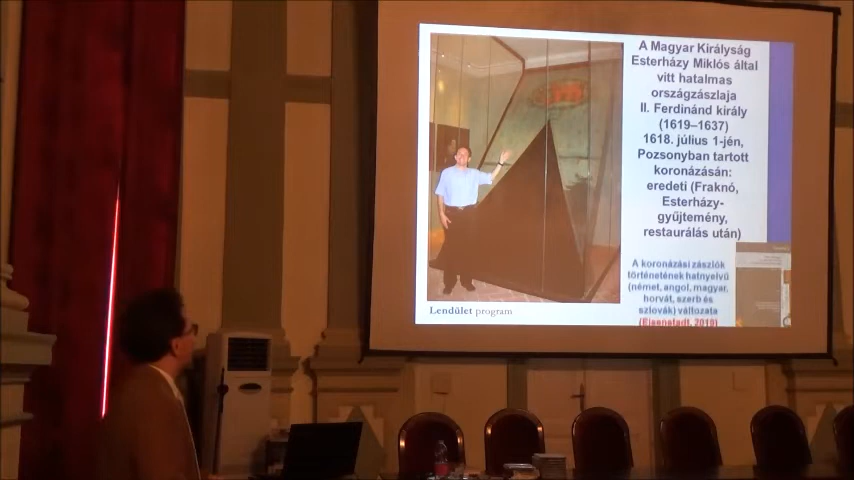 A Magyar Királyság
Esterházy Miklós által
vitt hatalmas
országzászlaja
II. Ferdinánd király
(1619–1637)
1618. július 1-jén,
Pozsonyban tartott
koronázásán:
eredeti (Fraknó,
Esterházy-
gyűjtemény,
restaurálás után)
A koronázási zászlók
történetének hatnyelvű
(német, angol, magyar,
horvát, szerb és
szlovák) változata
(Eisenstadt, 2010)
Lendület program